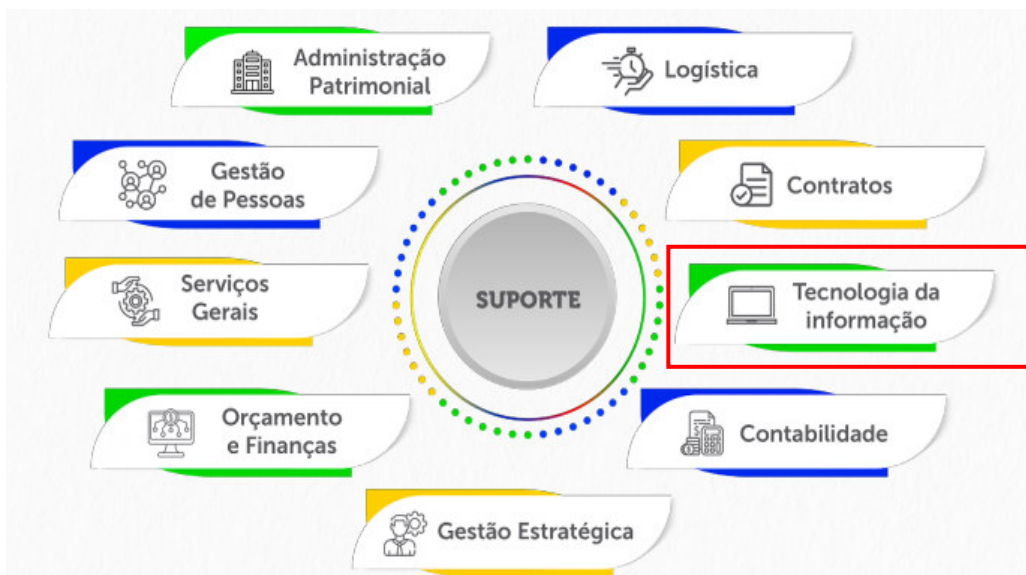 Administração
Patrimonial
Logística
Gestão
de Pessoas
Contratos
Serviços
Gerais
SUPORTE
Tecnologia da
informação
Orçamento
e Finanças
Contabilidade
Gestão Estratégica